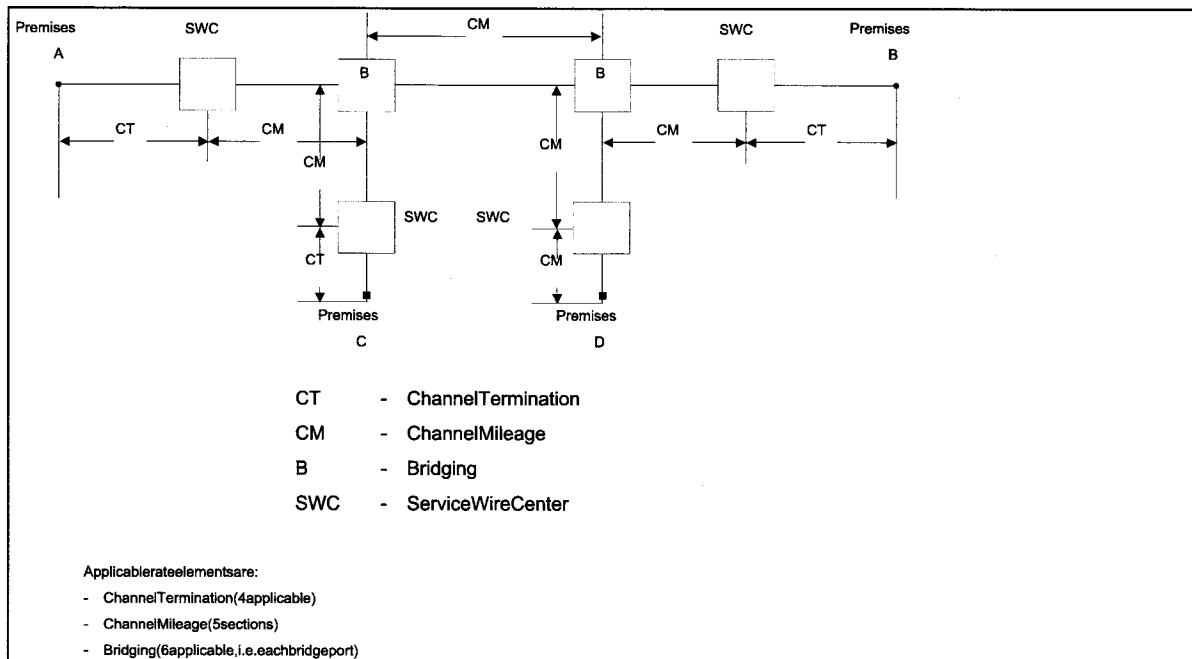 CM
Premises SWC SWC Premises
A B B B
CT CM CM CT
CM CM
SWC SWC
CT CM
Premises Premises
C D
CT - ChannelTermination
CM - ChannelMileage
B - Bridging
SWC - ServiceWireCenter
Applicablerateelementsare:
- ChannelTermination(4applicable)
- ChannelMileage(5sections)
- Bridging(6applicable,i.e.eachbridgeport)